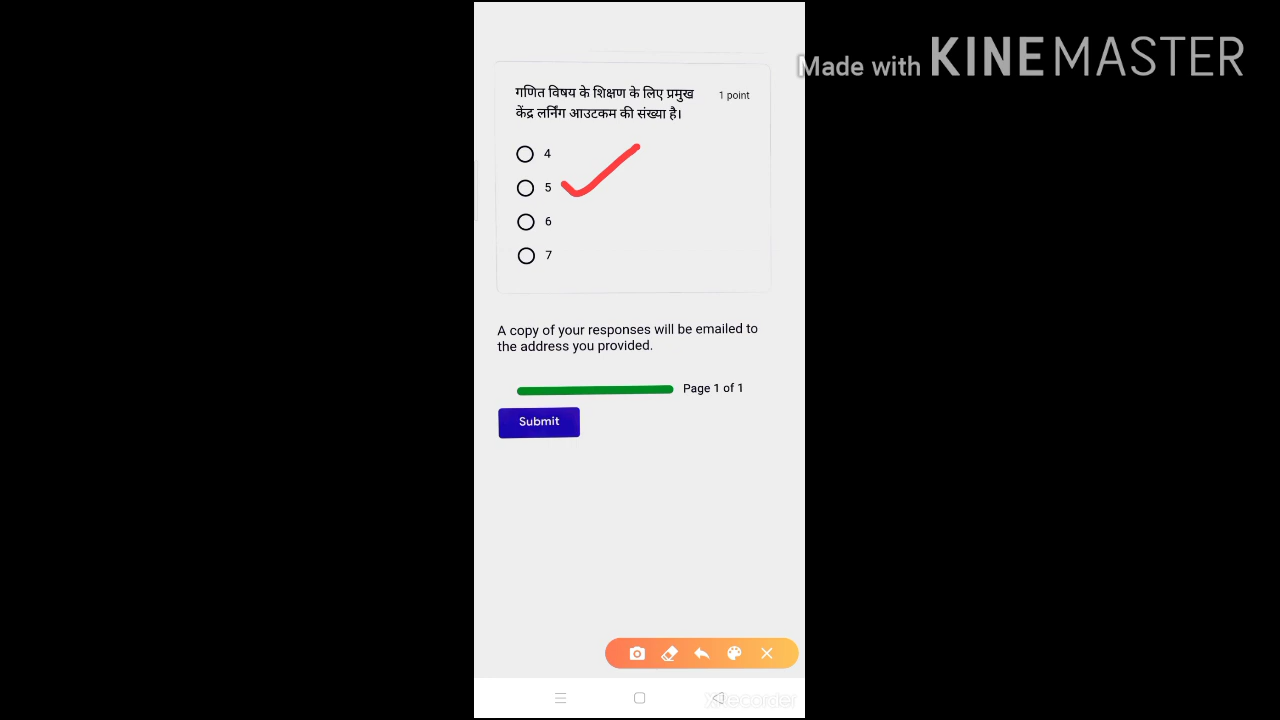 Made with KINEMASTER
गणित विषय के शिक्षण के लिए प्रमुख 1 point
केंद्र लर्निंग आउटकम की संख्या है।
4
5
6
7
A copy of your responses will be emailed to
the address you provided.
Page 1 of 1
Submit
XRecorder